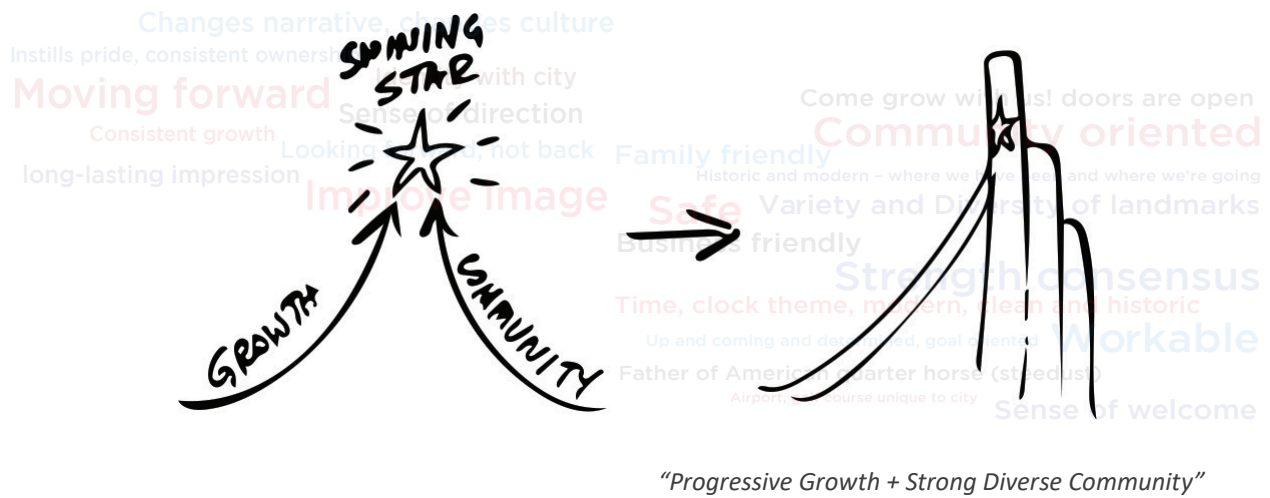 Changes narrative, changes culture
Instills pride, consistent ownership
SHINING
STAR
Identify with city
Moving forward
Sense of direction
Consistent growth
Looking forward, not back
long-lasting impression
Improve image
GROWTH
COMMUNITY
Come grow with us! doors are open
Community oriented
Family friendly
Historic and modern – where we have been and where we're going
Safe
Variety and Diversity of landmarks
Business friendly
Strength consensus
Time, clock theme, modern, clean and historic
Up and coming and determined, goal oriented
Workable
Father of American quarter horse (steedust)
Airport, golf course unique to city
Sense of welcome
“Progressive Growth + Strong Diverse Community”